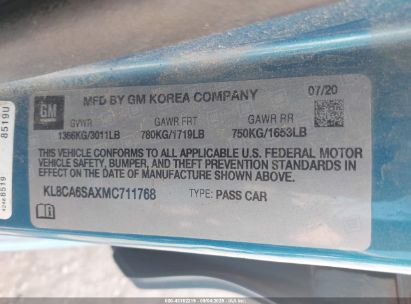 GM
MFD BY GM KOREA COMPANY
07/20
GVWR GAWR FRT GAWR RR
1366KG/3011LB 780KG/1719LB 750KG/1653LB
THIS VEHICLE CONFORMS TO ALL APPLICABLE U.S. FEDERAL MOTOR
VEHICLE SAFETY, BUMPER, AND THEFT PREVENTION STANDARDS IN
EFFECT ON THE DATE OF MANUFACTURE SHOWN ABOVE.
KL8CA6SAXMC711768 TYPE: PASS CAR
8519U